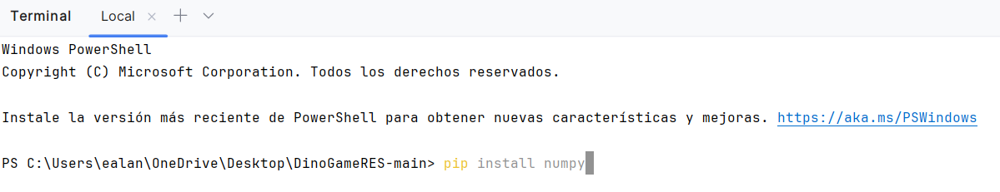 Terminal Local
Windows PowerShell
Copyright (C) Microsoft Corporation. Todos los derechos reservados.
Instale la versión más reciente de PowerShell para obtener nuevas características y mejoras. https://aka.ms/PSWindows
PS C:\Users\ealan\OneDrive\Desktop\DinoGameRES-main> pip install numpy